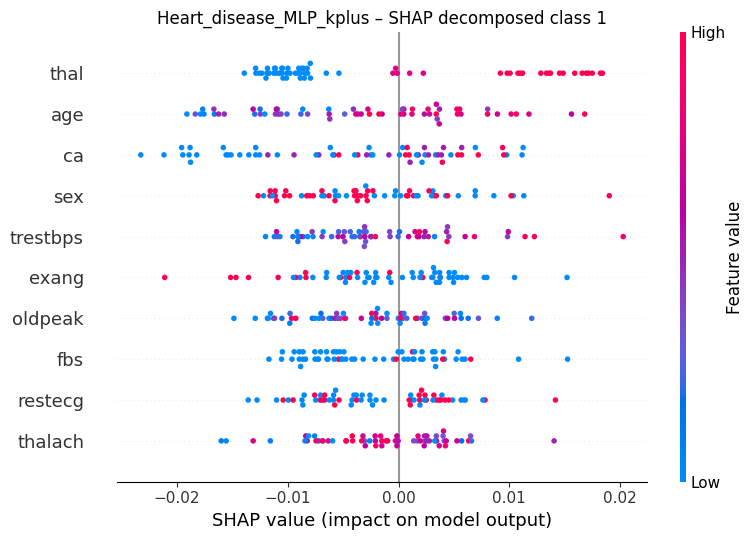 Heart_disease_MLP_kplus – SHAP decomposed class 1
High
thal
age
ca
sex
trestbps
exang
oldpeak
fbs
restecg
thalach
Feature value
Low
−0.02 −0.01 0.00 0.01 0.02
SHAP value (impact on model output)